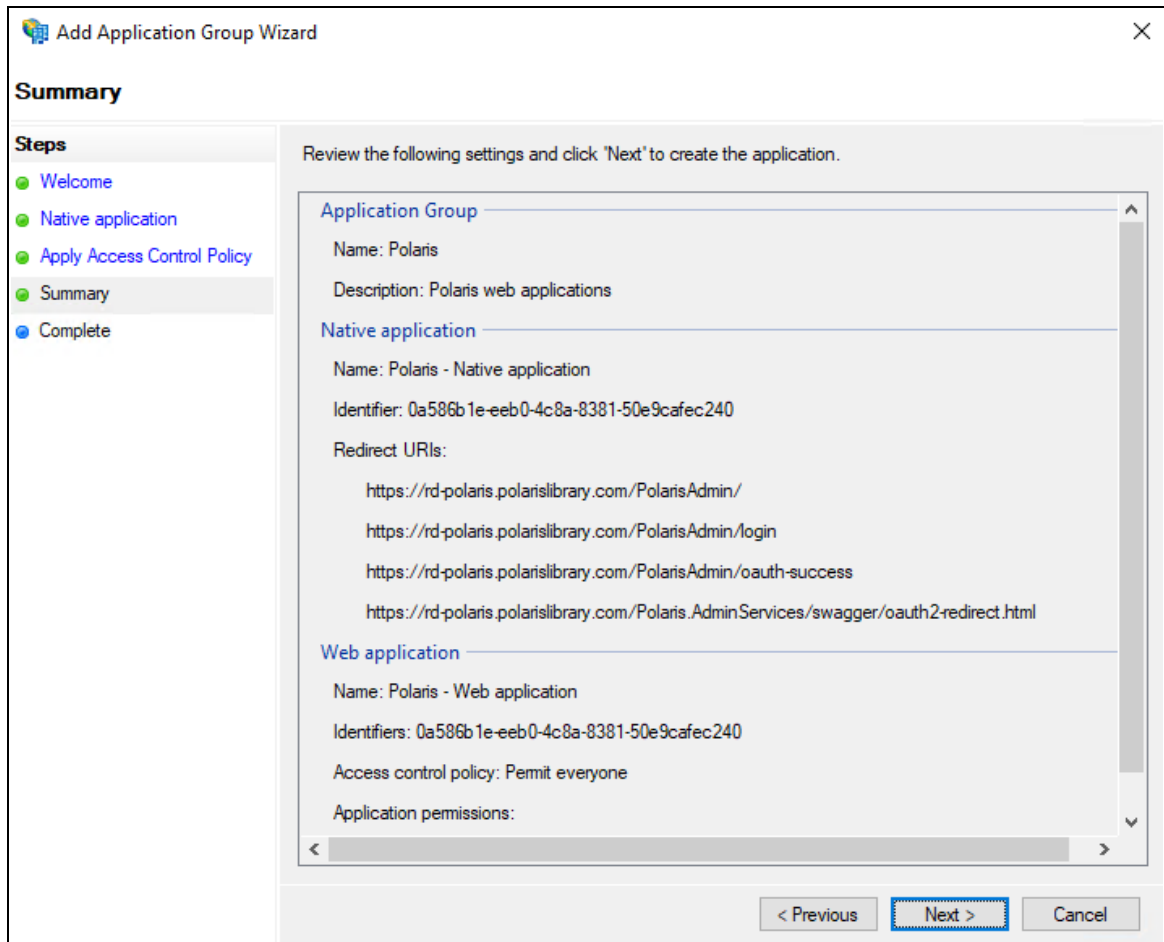 Add Application Group Wizard
Summary
Steps
Welcome
Native application
Apply Access Control Policy
Summary
Complete
Review the following settings and click 'Next' to create the application.
Application Group
Name: Polaris
Description: Polaris web applications
Native application
Name: Polaris - Native application
Identifier: 0a586b1e-eeb0-4c8a-8381-50e9cafec240
Redirect URIs:
https://rd-polaris.polarislibrary.com/PolarisAdmin/
https://rd-polaris.polarislibrary.com/PolarisAdmin/login
https://rd-polaris.polarislibrary.com/PolarisAdmin/oauth-success
https://rd-polaris.polarislibrary.com/Polaris.AdminServices/swagger/oauth2-redirect.html
Web application
Name: Polaris - Web application
Identifiers: 0a586b1e-eeb0-4c8a-8381-50e9cafec240
Access control policy: Permit everyone
Application permissions:
< Previous
Next >
Cancel